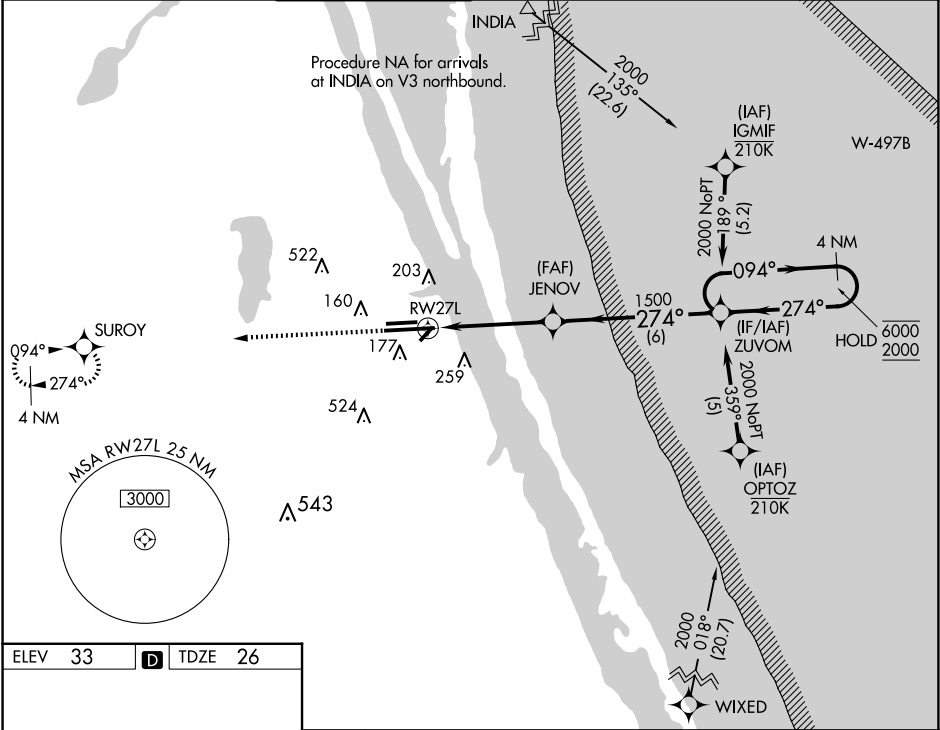 INDIA
Procedure NA for arrivals
at INDIA on V3 northbound.
2000
135°
(22.6)
(IAF)
IGMIF
210K
W-497B
2000 NoPT
189°
(5.2)
4 NM
094°
522
203
(FAF)
JENOV
160
RW27L
1500
274°
(6)
274°
(IF/IAF)
ZUVOM
HOLD
6000
2000
SUROY
094°
274°
4 NM
177
259
524
2000 NoPT
359°
(5)
(IAF)
OPTOZ
210K
MSA RW27L 25 NM
3000
543
2000
018°
(20.7)
WIXED
ELEV 33 D TDZE 26